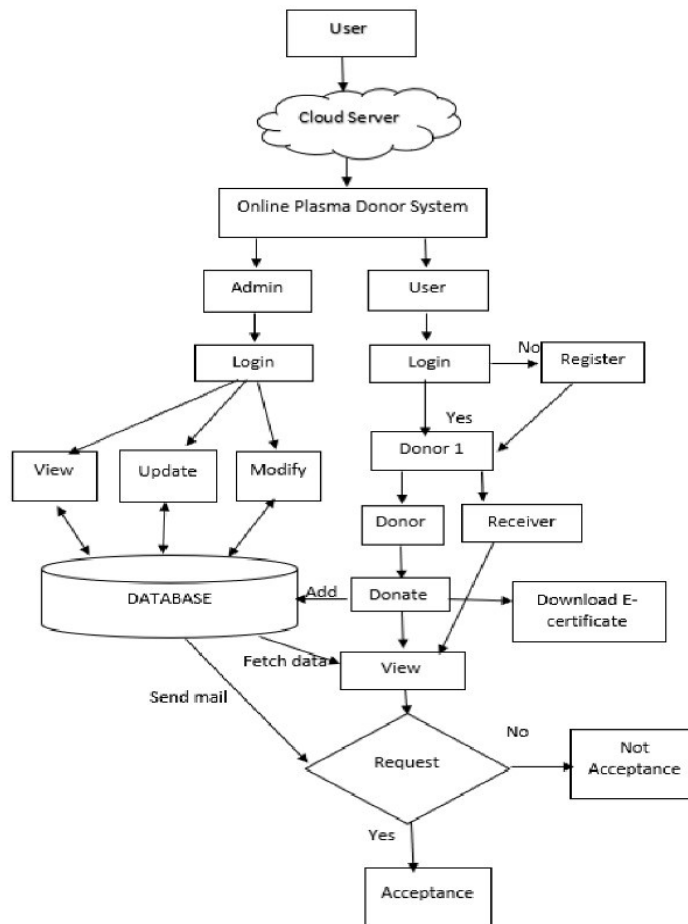 User
Cloud Server
Online Plasma Donor System
Admin
User
Login
Login
No
Register
Yes
Donor 1
View
Update
Modify
Donor
Receiver
DATABASE
Add
Donate
Download E-
certificate
Fetch data
View
Send mail
Request
No
Not
Acceptance
Yes
Acceptance